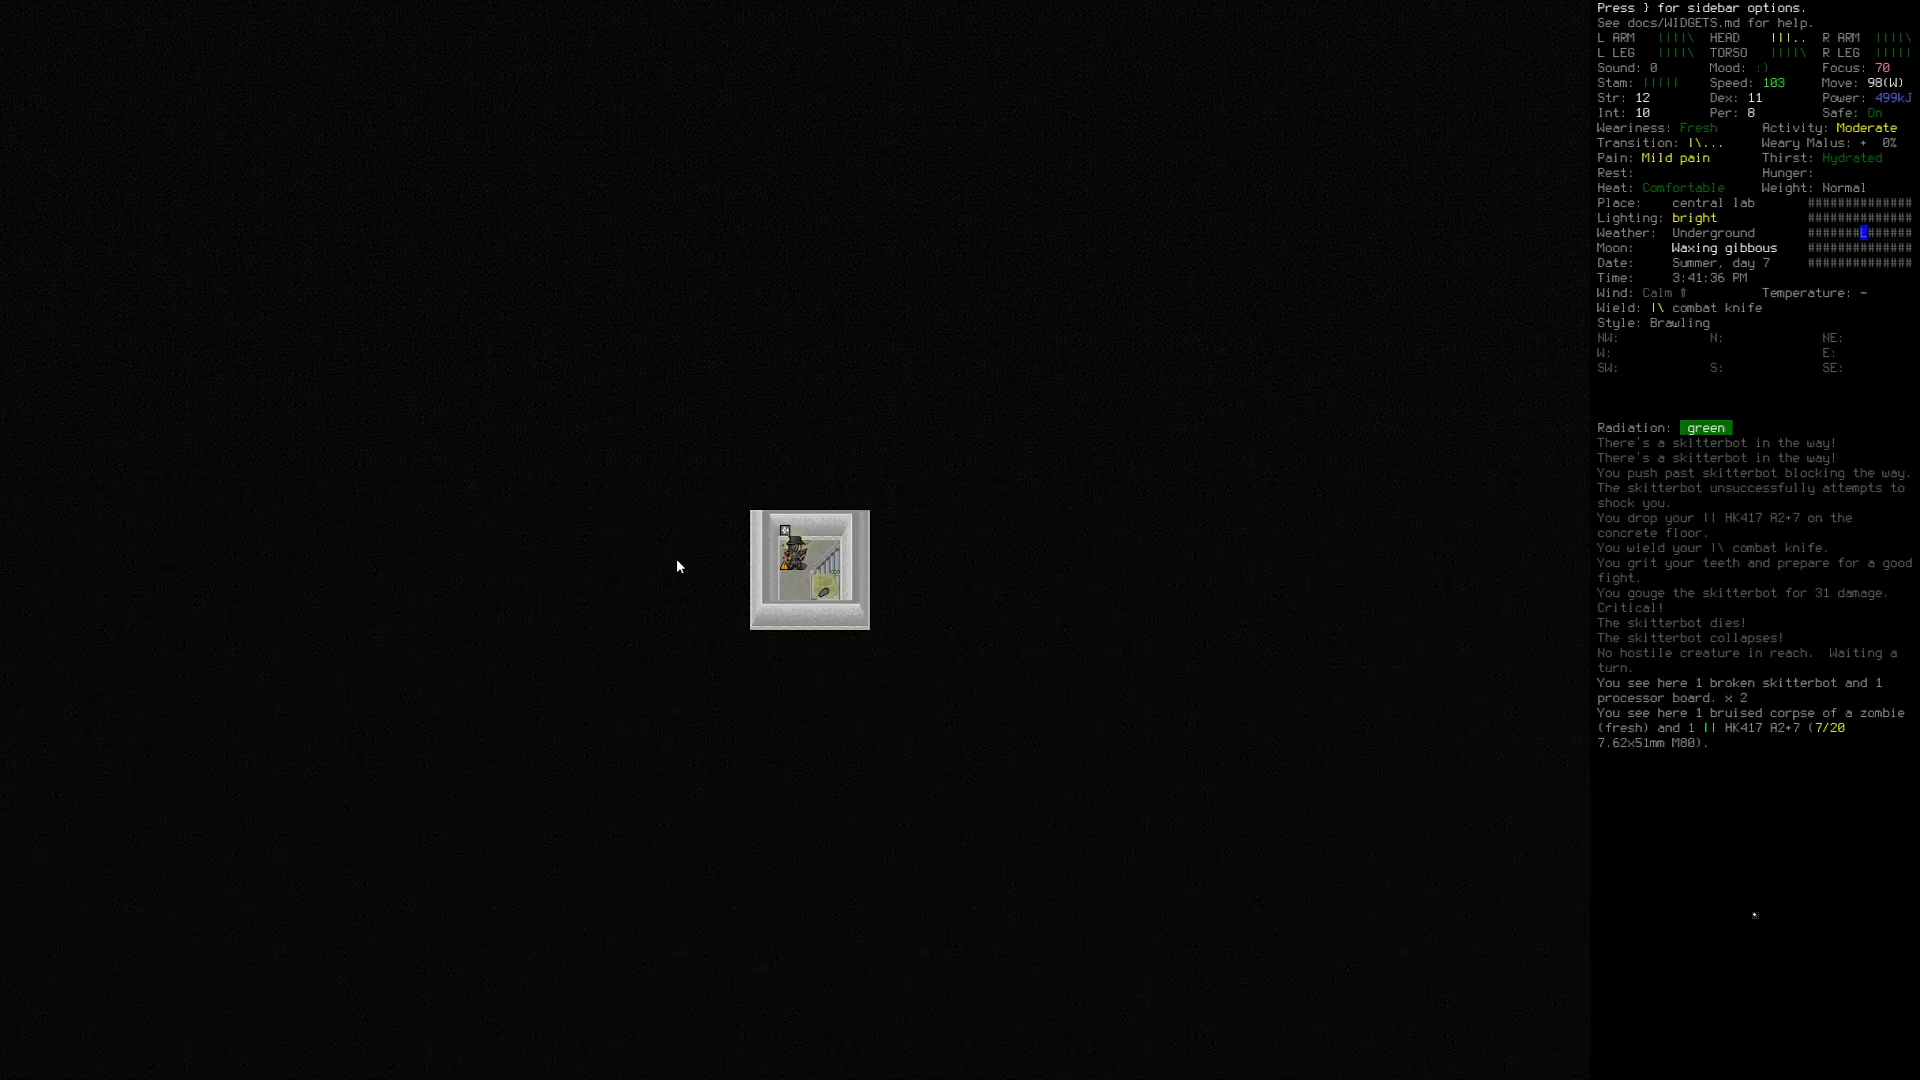 Press } for sidebar options.
See docs/WIDGETS.md for help.
L ARM ||||\ HEAD |||.. R ARM ||||\
L LEG ||||\ TORSO ||||\ R LEG |||||
Sound: 0 Mood: :) Focus: 70
Stam: ||||| Speed: 103 Move: 98(W)
Str: 12 Dex: 11 Power: 499kJ
Int: 10 Per: 8 Safe: On
Weariness: Fresh Activity: Moderate
Transition: |\... Weary Malus: + 0%
Pain: Mild pain Thirst: Hydrated
Rest: Hunger:
Heat: Comfortable Weight: Normal
Place: central lab ##############
Lighting: bright ##############
Weather: Underground #######L######
Moon: Waxing gibbous ##############
Date: Summer, day 7 ##############
Time: 3:41:36 PM
Wind: Calm ⇑ Temperature: -
Wield: |\ combat knife
Style: Brawling
NW: N: NE:
W: E:
SW: S: SE:
Radiation: green
There's a skitterbot in the way!
There's a skitterbot in the way!
You push past skitterbot blocking the way.
The skitterbot unsuccessfully attempts to
shock you.
You drop your || HK417 A2+7 on the
concrete floor.
You wield your |\ combat knife.
You grit your teeth and prepare for a good
fight.
You gouge the skitterbot for 31 damage.
Critical!
The skitterbot dies!
The skitterbot collapses!
No hostile creature in reach.  Waiting a
turn.
You see here 1 broken skitterbot and 1
processor board. x 2
You see here 1 bruised corpse of a zombie
(fresh) and 1 || HK417 A2+7 (7/20
7.62x51mm M80).